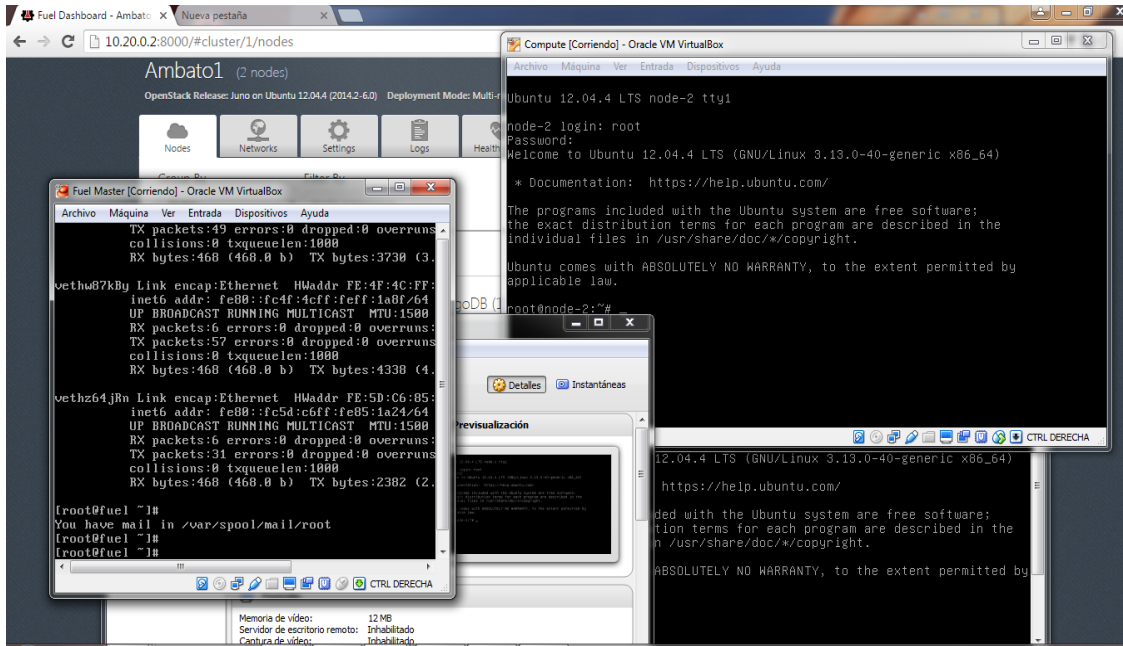 Fuel Dashboard - Ambato
Nueva pestaña
10.20.0.2:8000/#cluster/1/nodes
Ambato1 (2 nodes)
OpenStack Release: Juno on Ubuntu 12.04.4 (2014.2-6.0) Deployment Mode: Multi-
Nodes
Networks
Settings
Logs
Health
Group By
Filter By
goDB (1
Compute [Corriendo] - Oracle VM VirtualBox
Archivo Máquina Ver Entrada Dispositivos Ayuda
Ubuntu 12.04.4 LTS node-2 tty1
node-2 login: root
Password:
Welcome to Ubuntu 12.04.4 LTS (GNU/Linux 3.13.0-40-generic x86_64)
* Documentation: https://help.ubuntu.com/
The programs included with the Ubuntu system are free software;
the exact distribution terms for each program are described in the
individual files in /usr/share/doc/*/copyright.
Ubuntu comes with ABSOLUTELY NO WARRANTY, to the extent permitted by
applicable law.
root@node-2:~# _
CTRL DERECHA
Fuel Master [Corriendo] - Oracle VM VirtualBox
Archivo Máquina Ver Entrada Dispositivos Ayuda
TX packets:49 errors:0 dropped:0 overruns
collisions:0 txqueuelen:1000
RX bytes:468 (468.0 b) TX bytes:3730 (3.
vethw87kBy Link encap:Ethernet HWaddr FE:4F:4C:FF:
inet6 addr: fe80::fc4f:4cff:feff:1a8f/64
UP BROADCAST RUNNING MULTICAST MTU:1500
RX packets:6 errors:0 dropped:0 overruns:
TX packets:57 errors:0 dropped:0 overruns
collisions:0 txqueuelen:1000
RX bytes:468 (468.0 b) TX bytes:4338 (4.
vethz64jRn Link encap:Ethernet HWaddr FE:5D:C6:85:
inet6 addr: fe80::fc5d:c6ff:fe85:1a24/64
UP BROADCAST RUNNING MULTICAST MTU:1500
RX packets:6 errors:0 dropped:0 overruns:
TX packets:31 errors:0 dropped:0 overruns
collisions:0 txqueuelen:1000
RX bytes:468 (468.0 b) TX bytes:2382 (2.
[root@fuel ~]#
You have mail in /var/spool/mail/root
[root@fuel ~]#
[root@fuel ~]#
CTRL DERECHA
Detalles
Instantáneas
Previsualización
Memoria de vídeo: 12 MB
Servidor de escritorio remoto: Inhabilitado
Captura de vídeo: Inhabilitado
12.04.4 LTS (GNU/Linux 3.13.0-40-generic x86_64)
https://help.ubuntu.com/
ded with the Ubuntu system are free software;
tion terms for each program are described in the
n /usr/share/doc/*/copyright.
ABSOLUTELY NO WARRANTY, to the extent permitted by